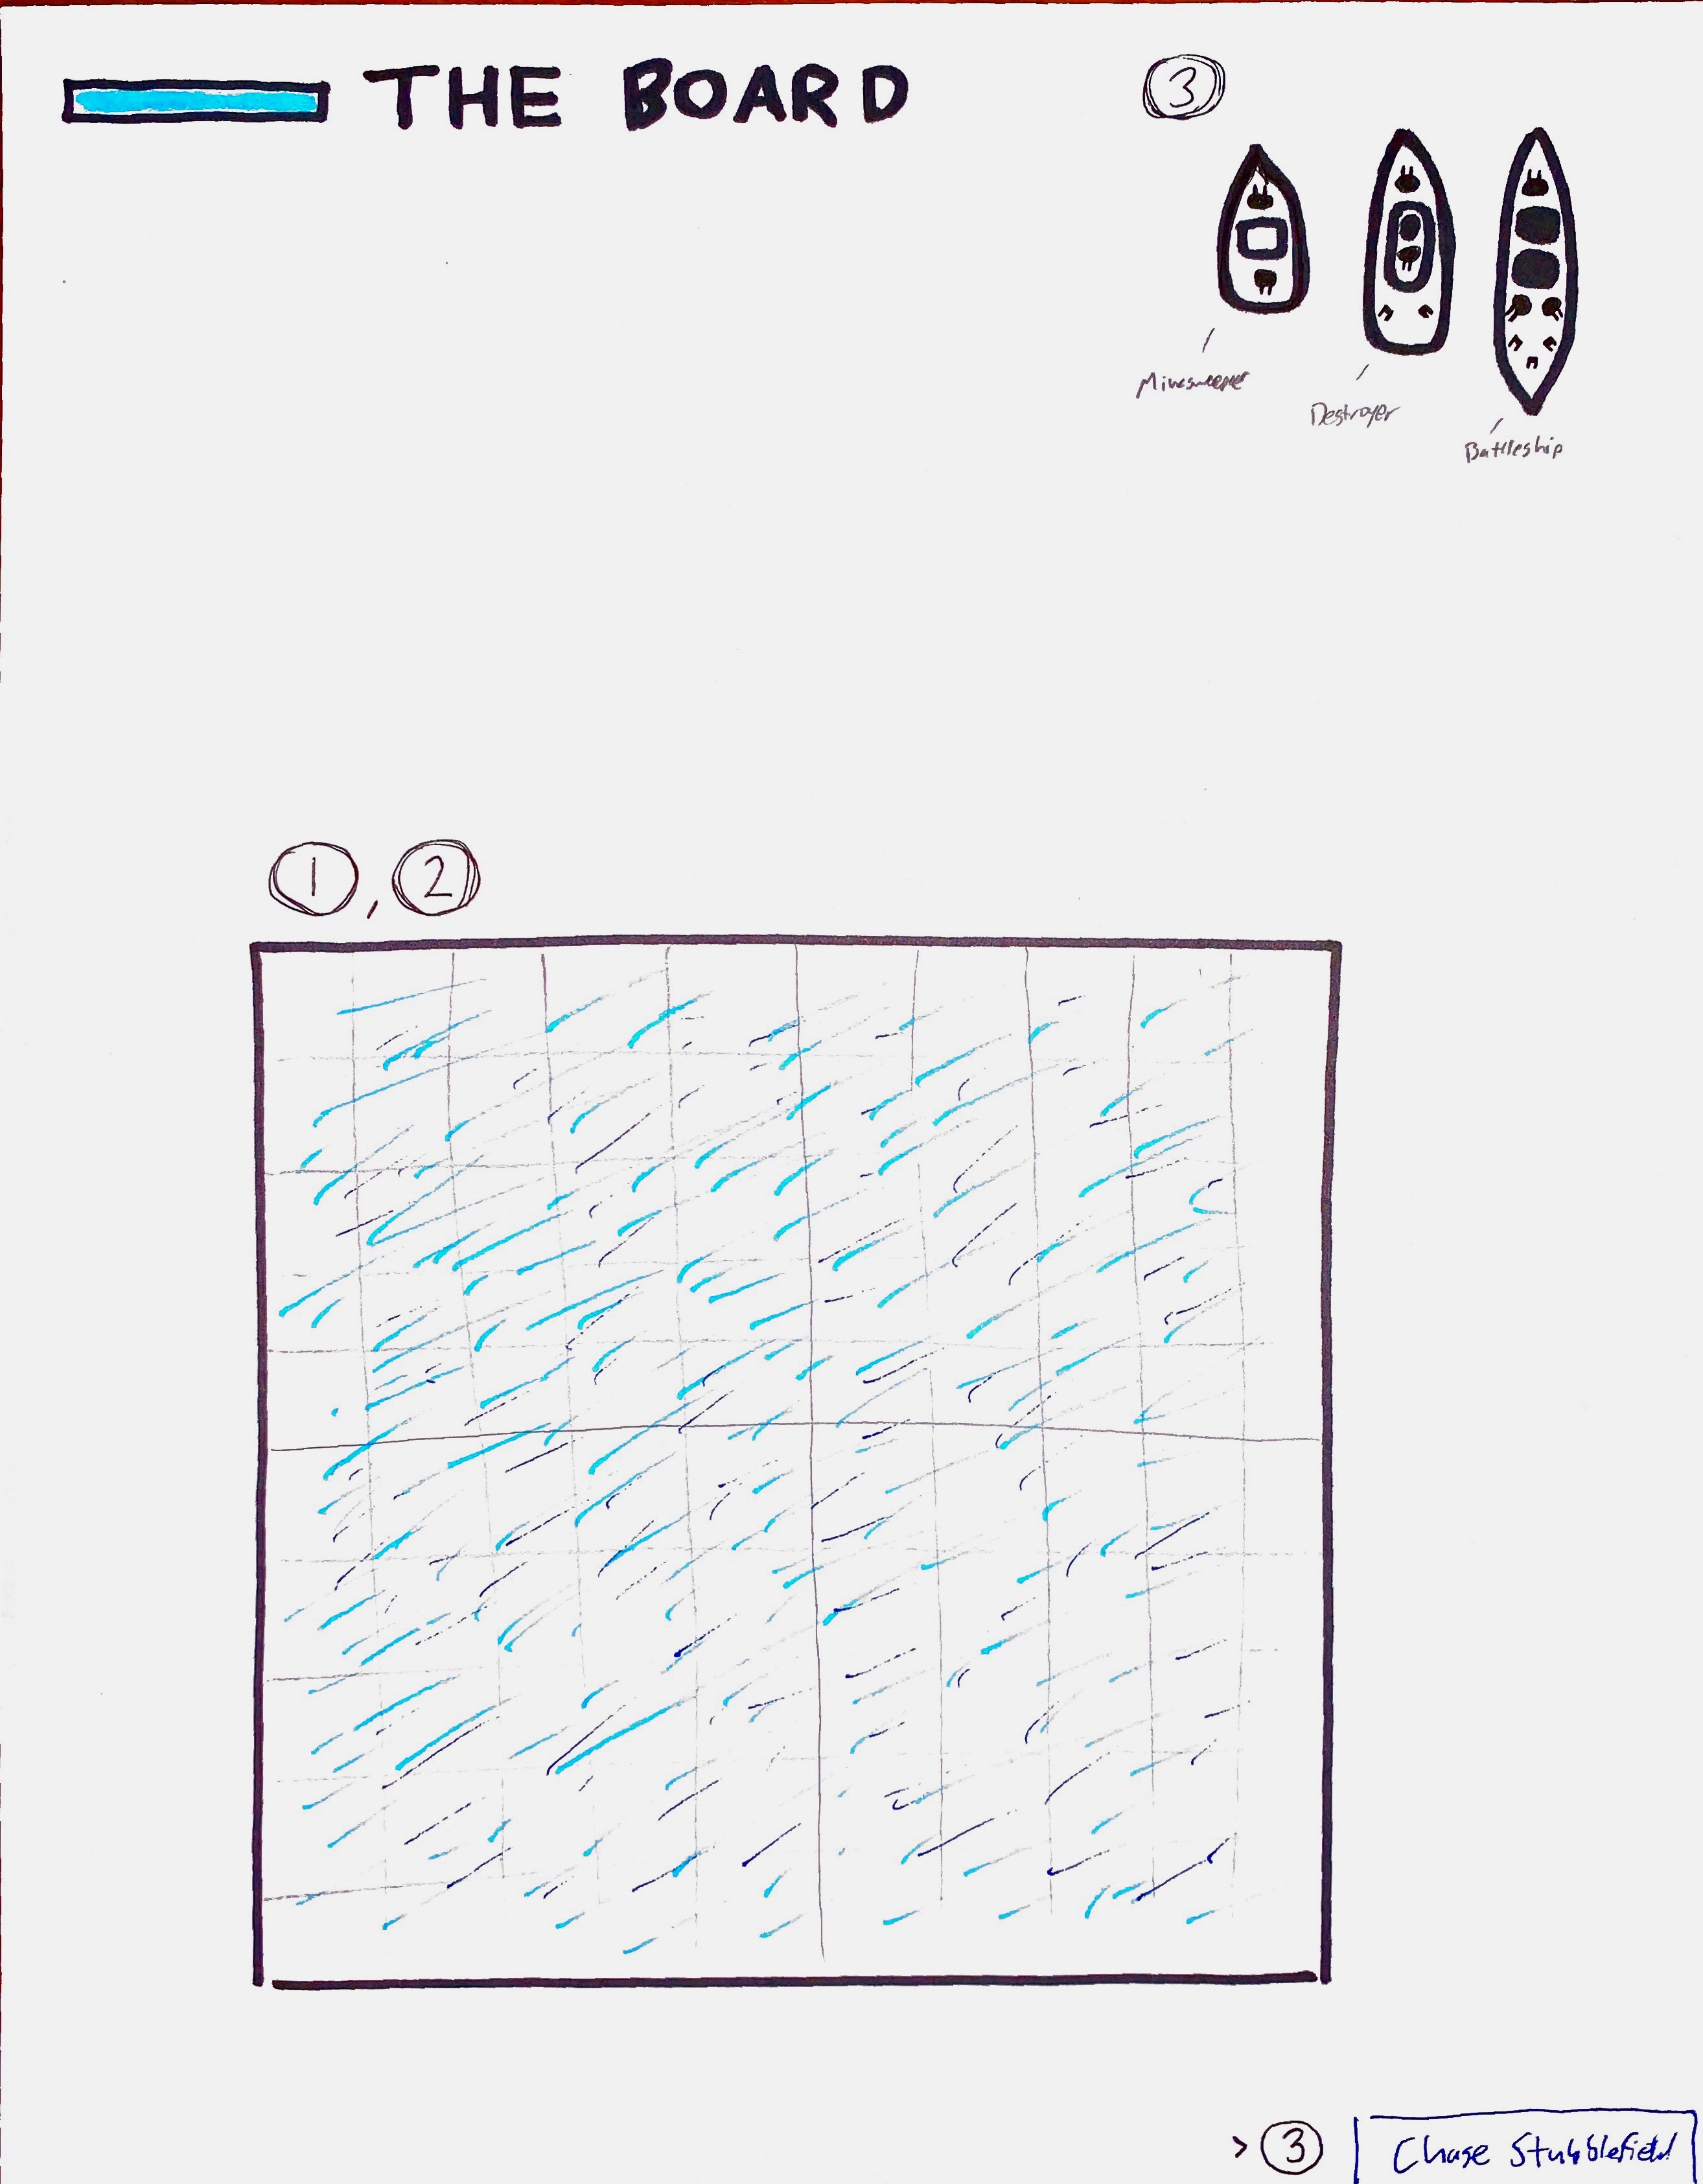 THE BOARD
3
Minesweeper
Destroyer
Battleship
1, 2
> 3
Chase Stubblefield